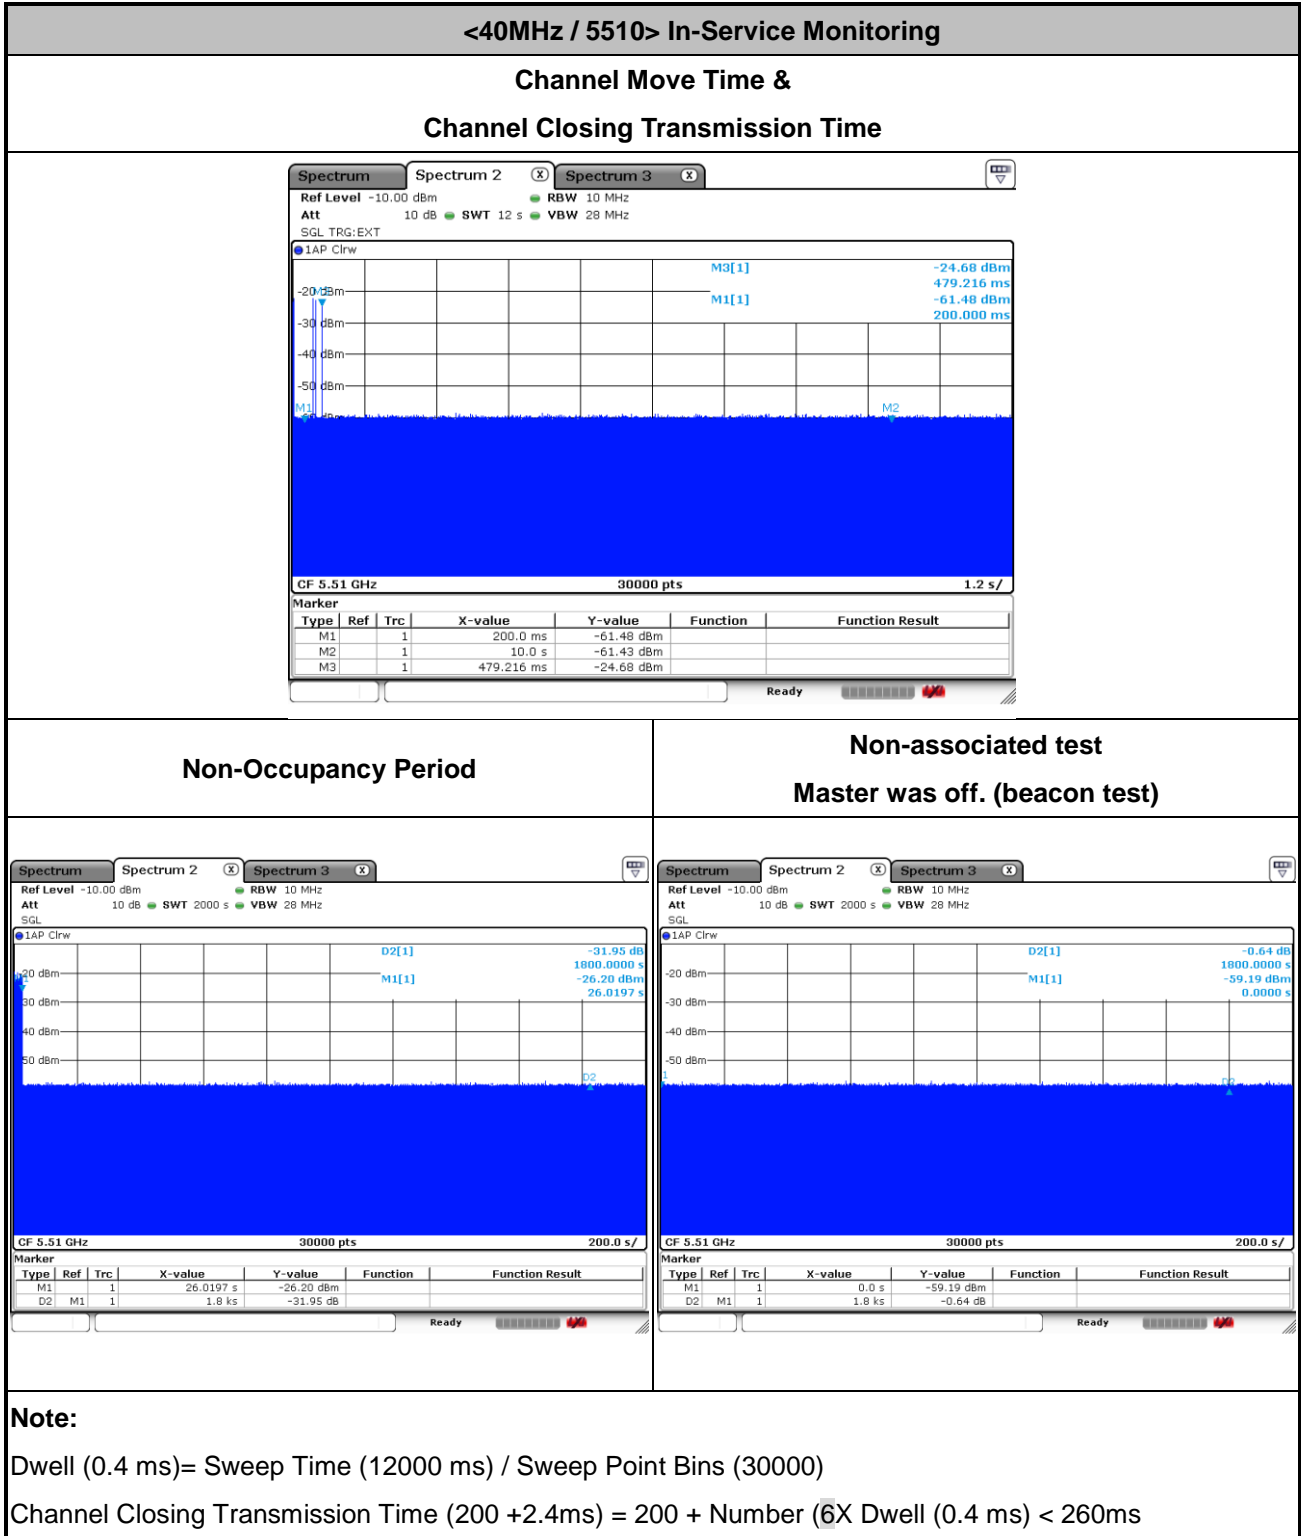 <40MHz / 5510> In-Service Monitoring
Channel Move Time &
Channel Closing Transmission Time
Spectrum Spectrum 2 X Spectrum 3 X
Ref Level -10.00 dBm RBW 10 MHz
Att 10 dB SWT 12 s VBW 28 MHz
SGL TRG:EXT
1AP Clrw
M3[1] -24.68 dBm
479.216 ms
M1[1] -61.48 dBm
200.000 ms
-20 dBm
-30 dBm
-40 dBm
-50 dBm
M1
M2
CF 5.51 GHz 30000 pts 1.2 s/
Marker
Type Ref Trc X-value Y-value Function Function Result
M1 1 200.0 ms -61.48 dBm
M2 1 10.0 s -61.43 dBm
M3 1 479.216 ms -24.68 dBm
Ready
Non-Occupancy Period
Spectrum Spectrum 2 X Spectrum 3 X
Ref Level -10.00 dBm RBW 10 MHz
Att 10 dB SWT 2000 s VBW 28 MHz
SGL
1AP Clrw
D2[1] -31.95 dB
1800.0000 s
M1[1] -26.20 dBm
26.0197 s
20 dBm
30 dBm
40 dBm
50 dBm
D2
CF 5.51 GHz 30000 pts 200.0 s/
Marker
Type Ref Trc X-value Y-value Function Function Result
M1 1 26.0197 s -26.20 dBm
D2 M1 1 1.8 ks -31.95 dB
Ready
Non-associated test
Master was off. (beacon test)
Spectrum Spectrum 2 X Spectrum 3 X
Ref Level -10.00 dBm RBW 10 MHz
Att 10 dB SWT 2000 s VBW 28 MHz
SGL
1AP Clrw
D2[1] -0.64 dB
1800.0000 s
M1[1] -59.19 dBm
0.0000 s
-20 dBm
-30 dBm
-40 dBm
-50 dBm
1
D2
CF 5.51 GHz 30000 pts 200.0 s/
Marker
Type Ref Trc X-value Y-value Function Function Result
M1 1 0.0 s -59.19 dBm
D2 M1 1 1.8 ks -0.64 dB
Ready
Note:
Dwell (0.4 ms)= Sweep Time (12000 ms) / Sweep Point Bins (30000)
Channel Closing Transmission Time (200 +2.4ms) = 200 + Number (6X Dwell (0.4 ms) < 260ms